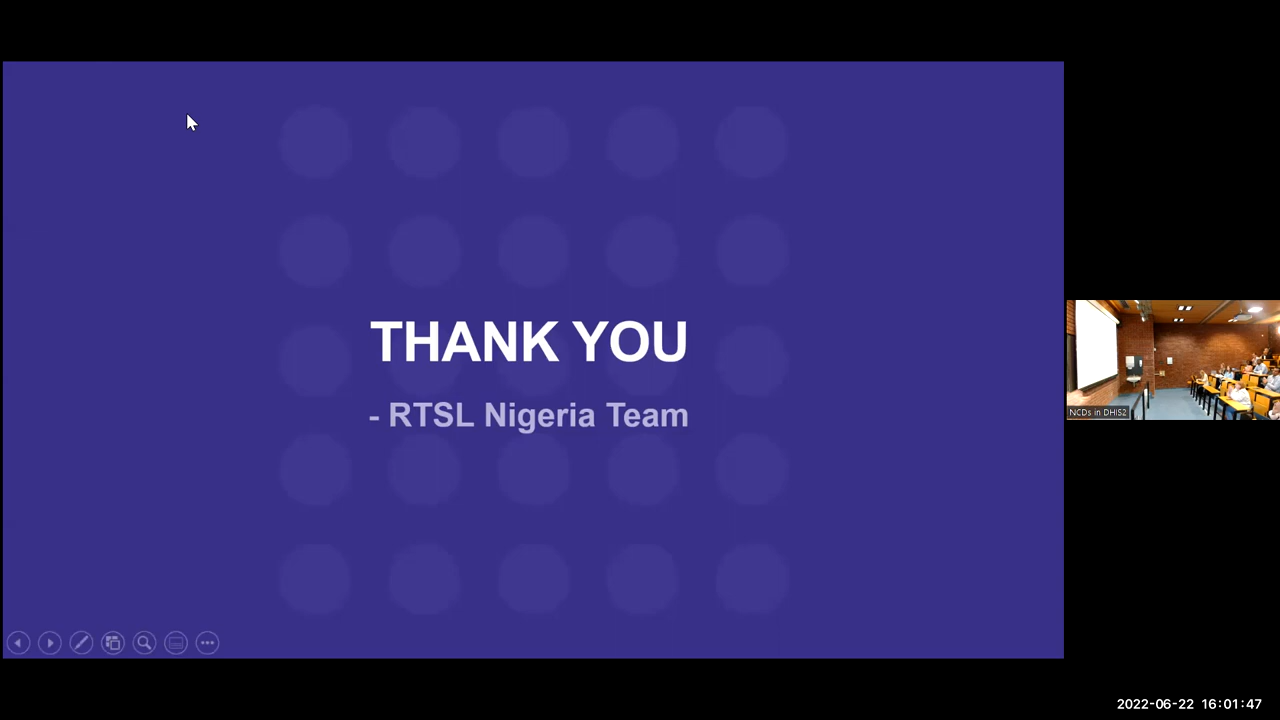 THANK YOU
- RTSL Nigeria Team
NCDs in DHIS2
2022-06-22 16:01:47